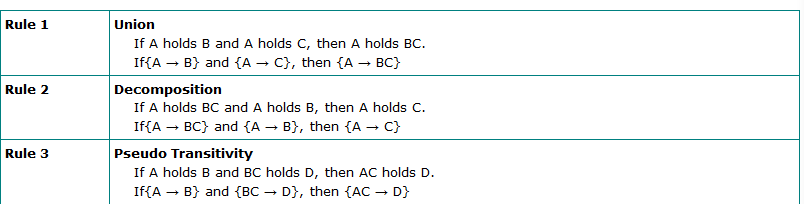 Rule 1
Union
If A holds B and A holds C, then A holds BC.
If{A → B} and {A → C}, then {A → BC}
Rule 2
Decomposition
If A holds BC and A holds B, then A holds C.
If{A → BC} and {A → B}, then {A → C}
Rule 3
Pseudo Transitivity
If A holds B and BC holds D, then AC holds D.
If{A → B} and {BC → D}, then {AC → D}